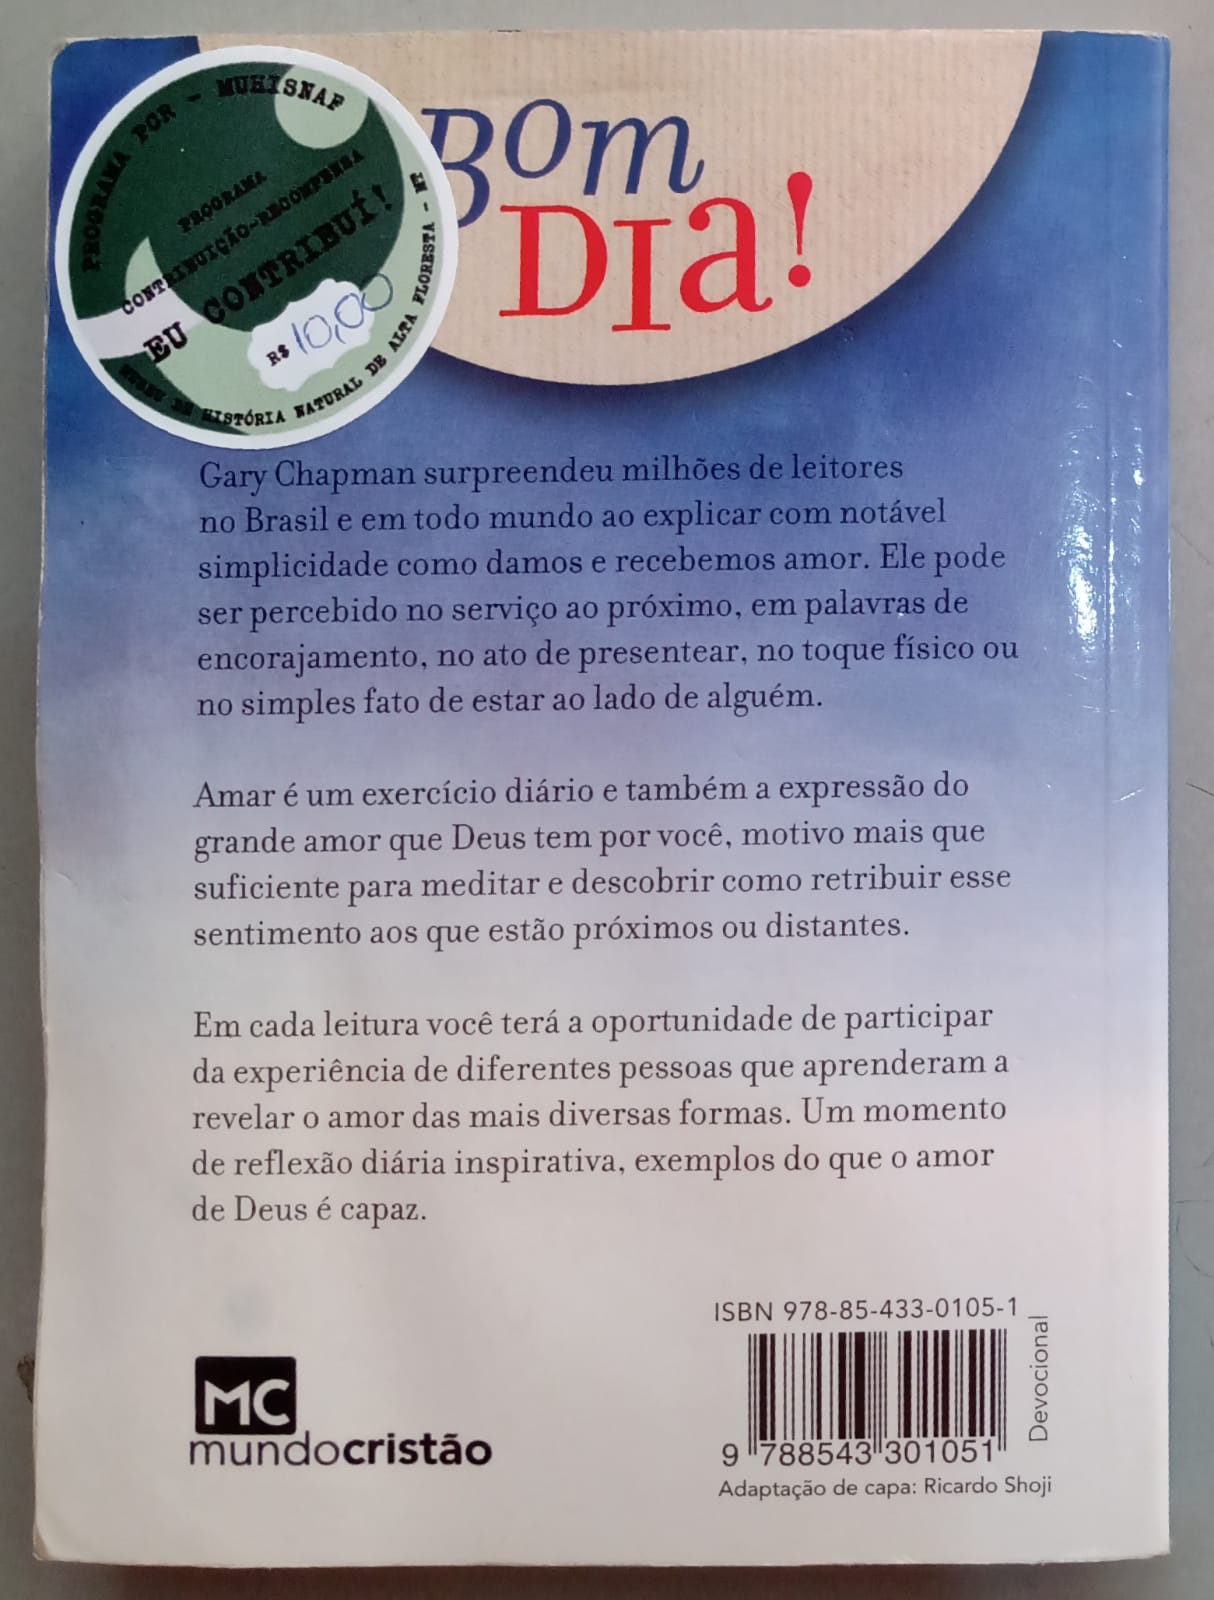 PROGRAMA POR - MUHISNAF
PROGRAMA
CONTRIBUIÇÃO-RECOMPENSA
EU CONTRIBUÍ!
R$ 10,00
MUSEU DE HISTÓRIA NATURAL DE ALTA FLORESTA - MT
BOM
DIA!
Gary Chapman surpreendeu milhões de leitores
no Brasil e em todo mundo ao explicar com notável
simplicidade como damos e recebemos amor. Ele pode
ser percebido no serviço ao próximo, em palavras de
encorajamento, no ato de presentear, no toque físico ou
no simples fato de estar ao lado de alguém.
Amar é um exercício diário e também a expressão do
grande amor que Deus tem por você, motivo mais que
suficiente para meditar e descobrir como retribuir esse
sentimento aos que estão próximos ou distantes.
Em cada leitura você terá a oportunidade de participar
da experiência de diferentes pessoas que aprenderam a
revelar o amor das mais diversas formas. Um momento
de reflexão diária inspirativa, exemplos do que o amor
de Deus é capaz.
ISBN 978-85-433-0105-1
Devocional
MC
mundocristão
9 788543 301051
Adaptação de capa: Ricardo Shoji